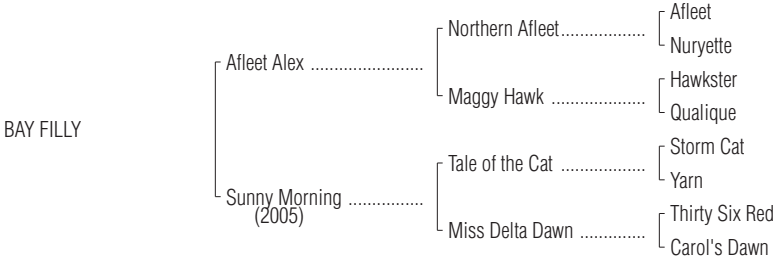 Afleet
Northern Afleet....................
Nuryette
Afleet Alex ........................
Hawkster
Maggy Hawk ....................
Qualique
BAY FILLY
Storm Cat
Tale of the Cat ..................
Yarn
Sunny Morning ................
(2005)
Thirty Six Red
Miss Delta Dawn ..............
Carol's Dawn